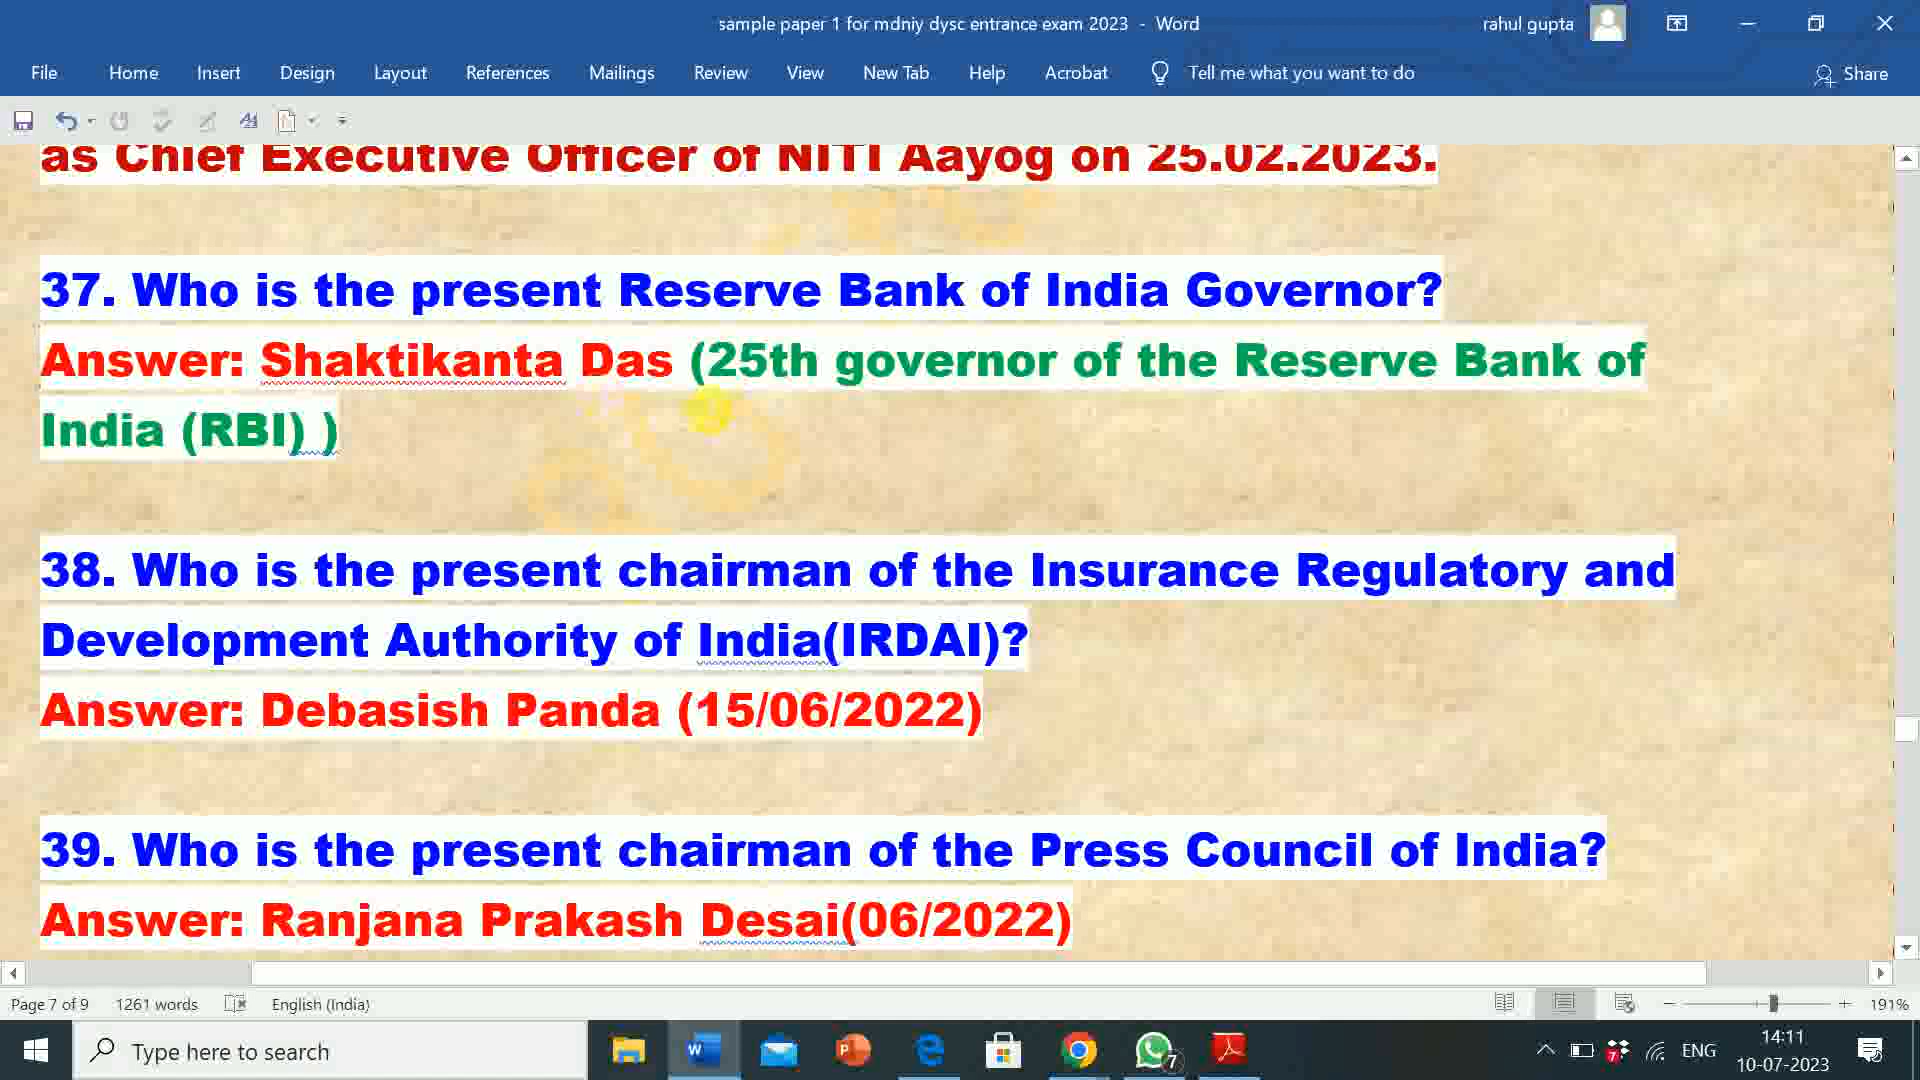 sample paper 1 for mdniy dysc entrance exam 2023 - Word
rahul gupta
File Home Insert Design Layout References Mailings Review View New Tab Help Acrobat Tell me what you want to do Share
as Chief Executive Officer of NITI Aayog on 25.02.2023.
37. Who is the present Reserve Bank of India Governor?
Answer: Shaktikanta Das (25th governor of the Reserve Bank of
India (RBI) )
38. Who is the present chairman of the Insurance Regulatory and
Development Authority of India(IRDAI)?
Answer: Debasish Panda (15/06/2022)
39. Who is the present chairman of the Press Council of India?
Answer: Ranjana Prakash Desai(06/2022)
Page 7 of 9 1261 words English (India) 191%
Type here to search
7
7
ENG
14:11
10-07-2023